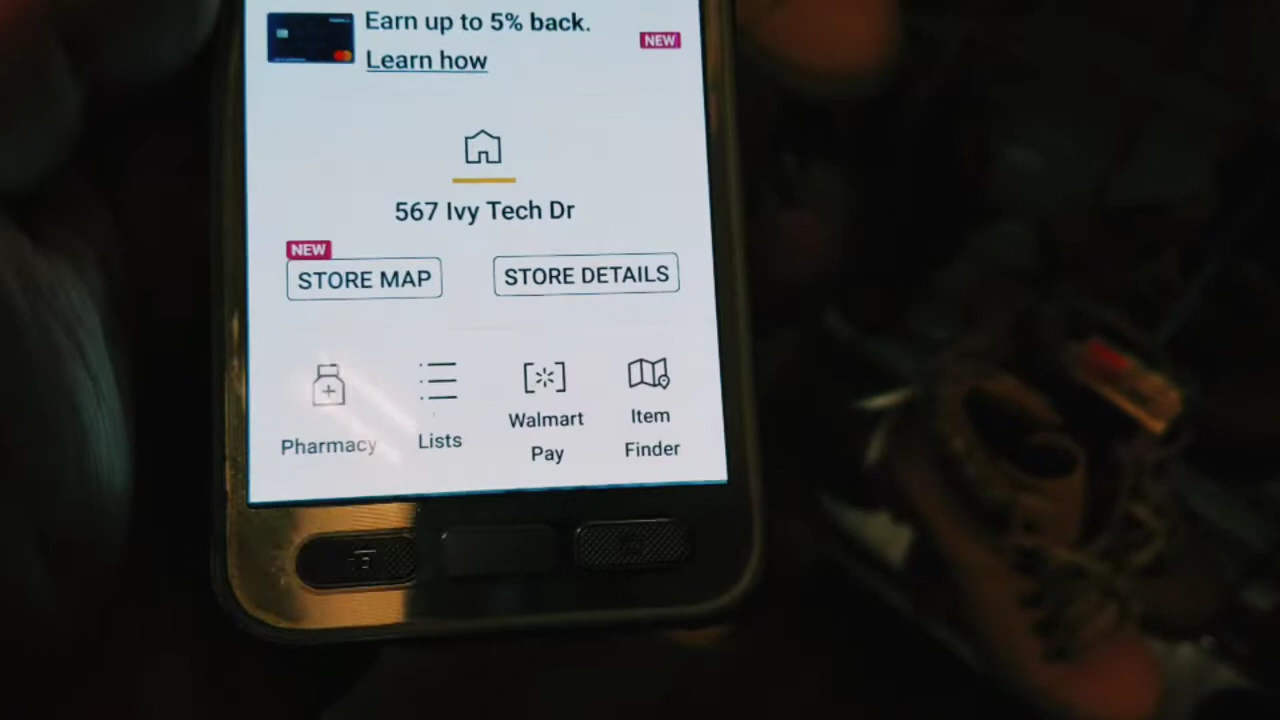 Earn up to 5% back.
NEW
Learn how
567 Ivy Tech Dr
NEW
STORE MAP
STORE DETAILS
Pharmacy
Lists
Walmart
Pay
Item
Finder